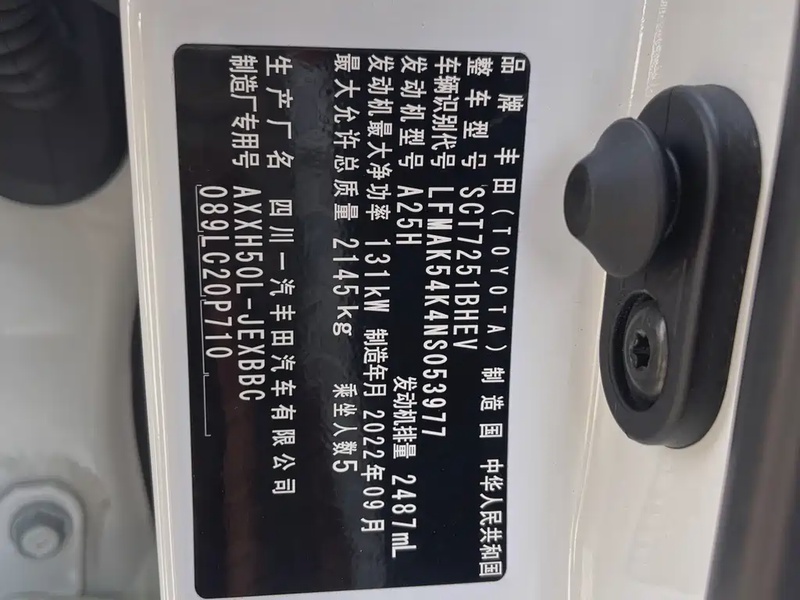 品牌 丰田(TOYOTA) 制造国 中华人民共和国
整车型号 SCT7251BHEV
车辆识别代号 LFMAK54K4NS053977
发动机型号 A25H 发动机排量 2487mL
发动机最大净功率 131kW 制造年月 2022年09月
最大允许总质量 2145kg 乘坐人数5
生产厂名 四川一汽丰田汽车有限公司
制造厂专用号 AXXH50L-JEXBBC
089LC20P710